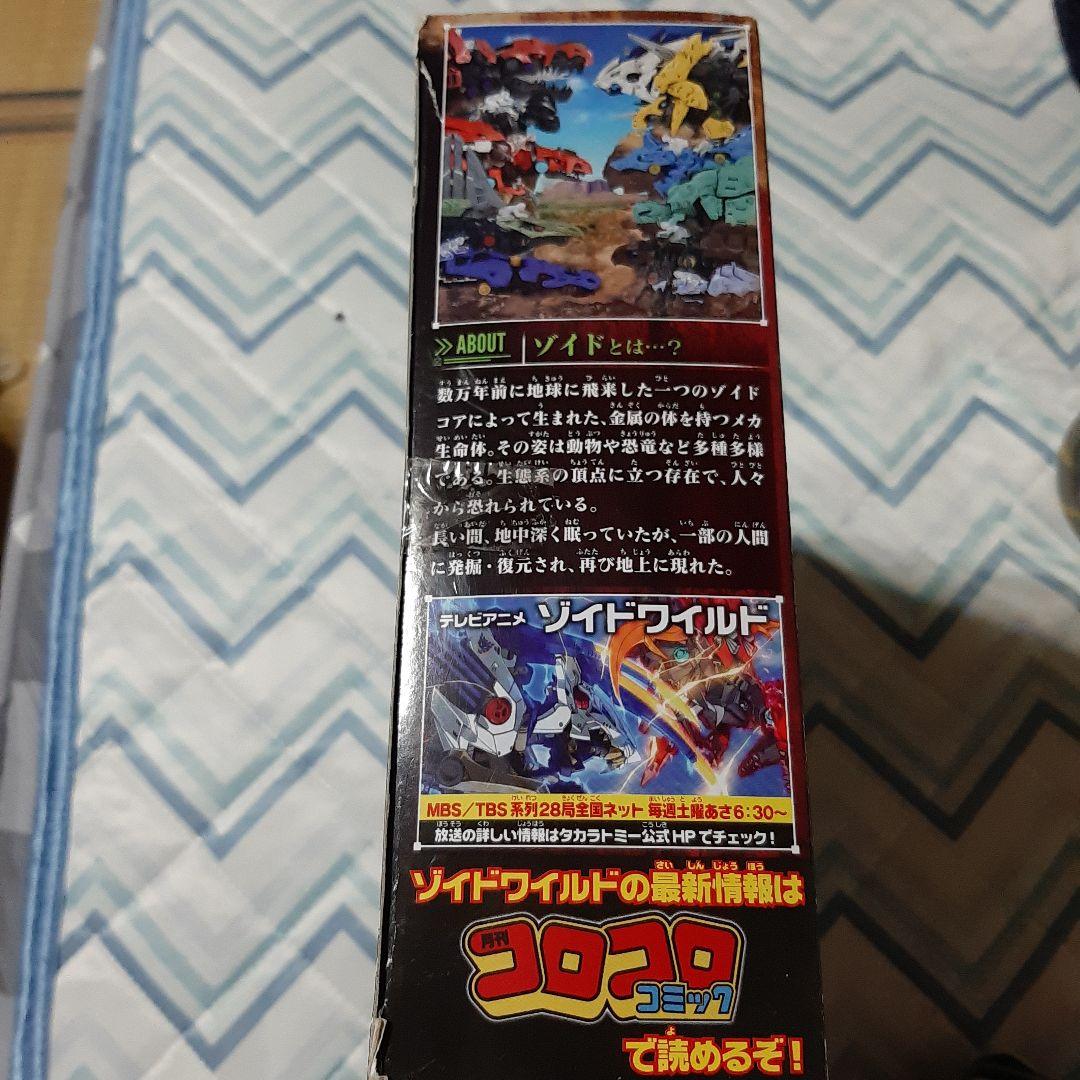 ABOUT ゾイドとは…?
数万年前に地球に飛来した一つのゾイド
コアによって生まれた、金属の体を持つメカ
生命体。その姿は動物や恐竜など多種多様
である。生態系の頂点に立つ存在で、人々
から恐れられている。
長い間、地中深く眠っていたが、一部の人間
に発掘・復元され、再び地上に現れた。
テレビアニメ ゾイドワイルド
MBS/TBS系列28局全国ネット 毎週土曜あさ6:30~
放送の詳しい情報はタカラトミー公式HPでチェック!
ゾイドワイルドの最新情報は
月刊
コロコロ
コミック
で読めるぞ!